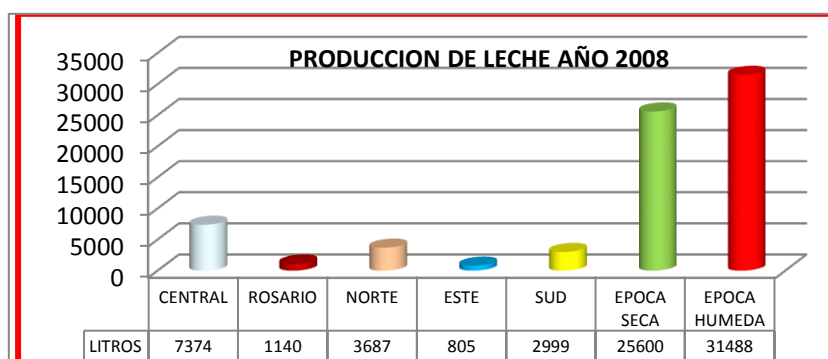 PRODUCCION DE LECHE AÑO 2008
35000
30000
25000
20000
15000
10000
5000
0
CENTRAL ROSARIO NORTE ESTE SUD EPOCA SECA EPOCA HUMEDA
LITROS 7374 1140 3687 805 2999 25600 31488